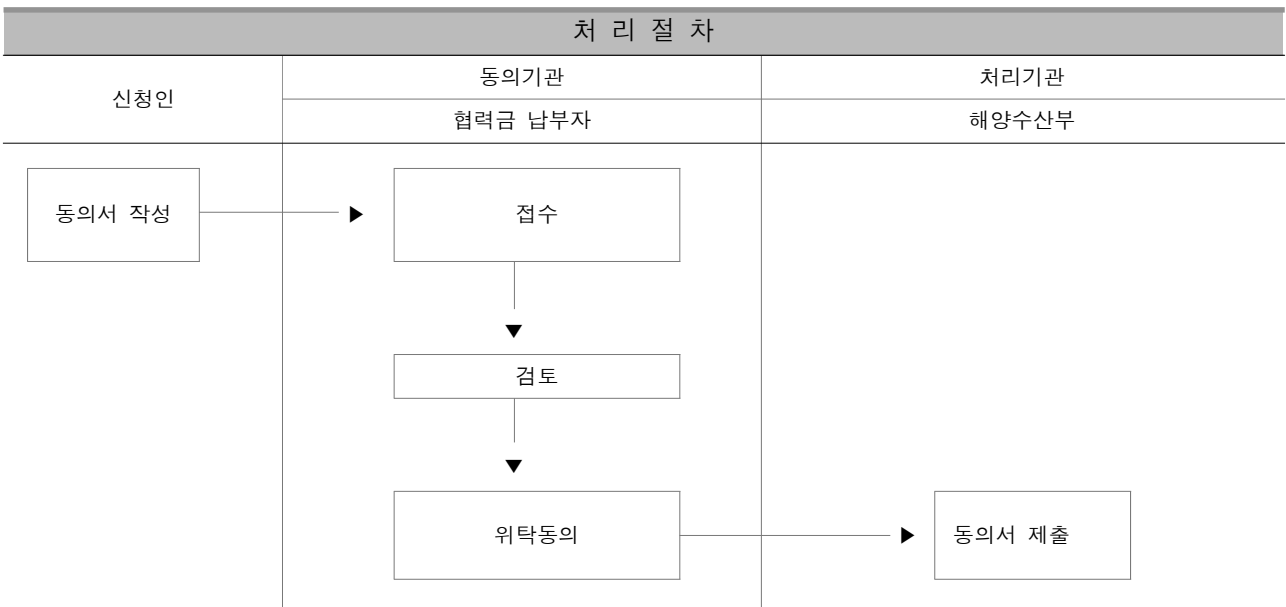 처 리 절 차
신청인
동의기관
처리기관
협력금 납부자
해양수산부
동의서 작성
접수
검토
위탁동의
동의서 제출